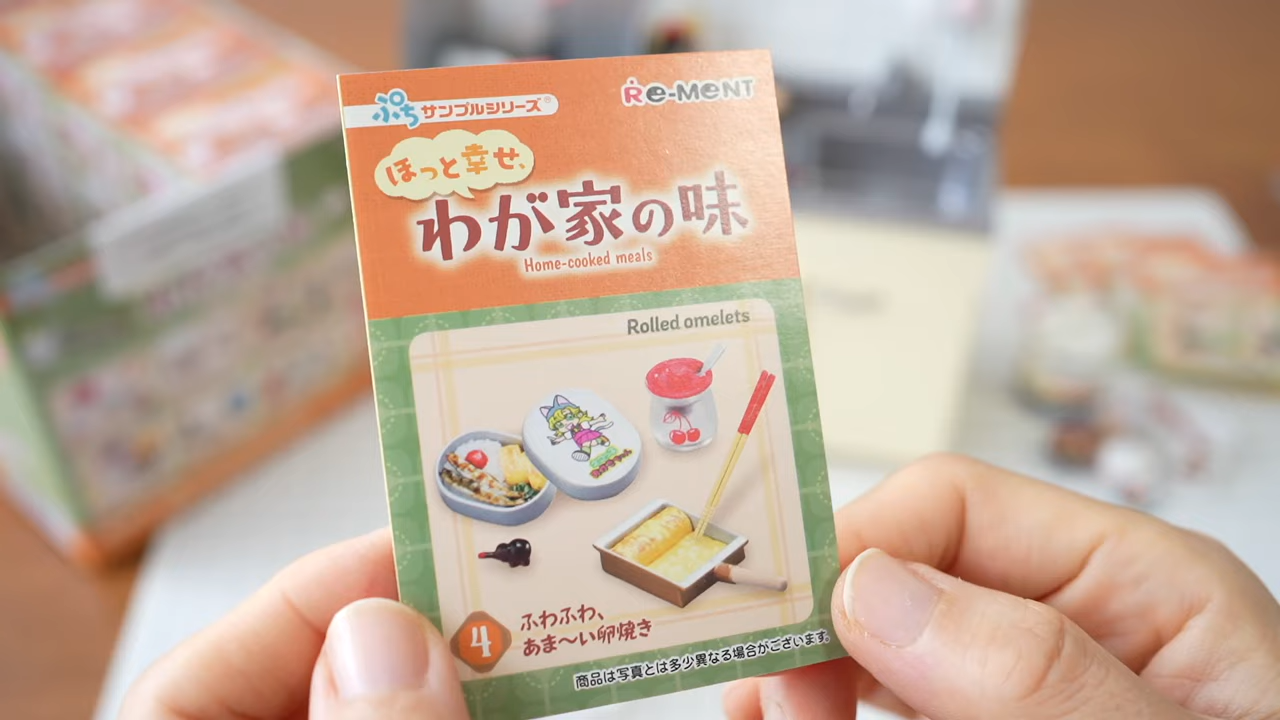 ぷちサンプルシリーズ®
Re-MeNT
ほっと幸せ、
わが家の味
Home-cooked meals
Rolled omelets
4
ふわふわ、
あま〜い卵焼き
商品は写真とは多少異なる場合がございます。